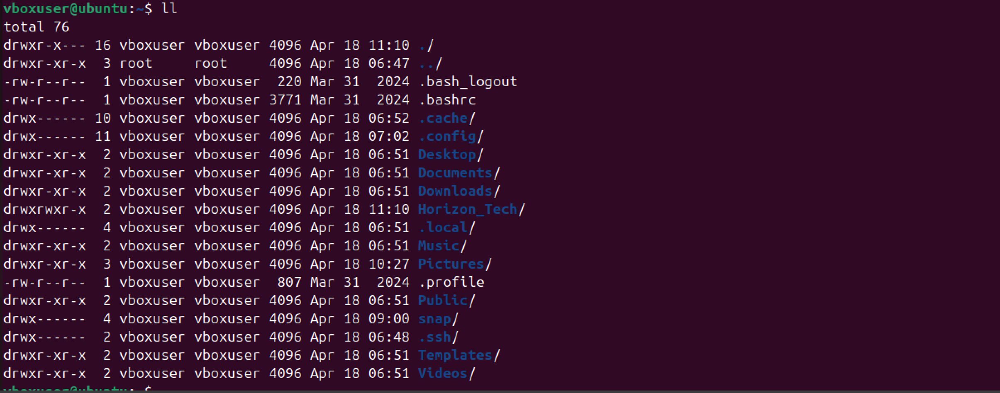 vboxuser@ubuntu:~$ ll
total 76
drwxr-x--- 16 vboxuser vboxuser 4096 Apr 18 11:10 ./
drwxr-xr-x  3 root     root     4096 Apr 18 06:47 ../
-rw-r--r--  1 vboxuser vboxuser  220 Mar 31  2024 .bash_logout
-rw-r--r--  1 vboxuser vboxuser 3771 Mar 31  2024 .bashrc
drwx------ 10 vboxuser vboxuser 4096 Apr 18 06:52 .cache/
drwx------ 11 vboxuser vboxuser 4096 Apr 18 07:02 .config/
drwxr-xr-x  2 vboxuser vboxuser 4096 Apr 18 06:51 Desktop/
drwxr-xr-x  2 vboxuser vboxuser 4096 Apr 18 06:51 Documents/
drwxr-xr-x  2 vboxuser vboxuser 4096 Apr 18 06:51 Downloads/
drwxrwxr-x  2 vboxuser vboxuser 4096 Apr 18 11:10 Horizon_Tech/
drwx------  4 vboxuser vboxuser 4096 Apr 18 06:51 .local/
drwxr-xr-x  2 vboxuser vboxuser 4096 Apr 18 06:51 Music/
drwxr-xr-x  3 vboxuser vboxuser 4096 Apr 18 10:27 Pictures/
-rw-r--r--  1 vboxuser vboxuser  807 Mar 31  2024 .profile
drwxr-xr-x  2 vboxuser vboxuser 4096 Apr 18 06:51 Public/
drwx------  4 vboxuser vboxuser 4096 Apr 18 09:00 snap/
drwx------  2 vboxuser vboxuser 4096 Apr 18 06:48 .ssh/
drwxr-xr-x  2 vboxuser vboxuser 4096 Apr 18 06:51 Templates/
drwxr-xr-x  2 vboxuser vboxuser 4096 Apr 18 06:51 Videos/